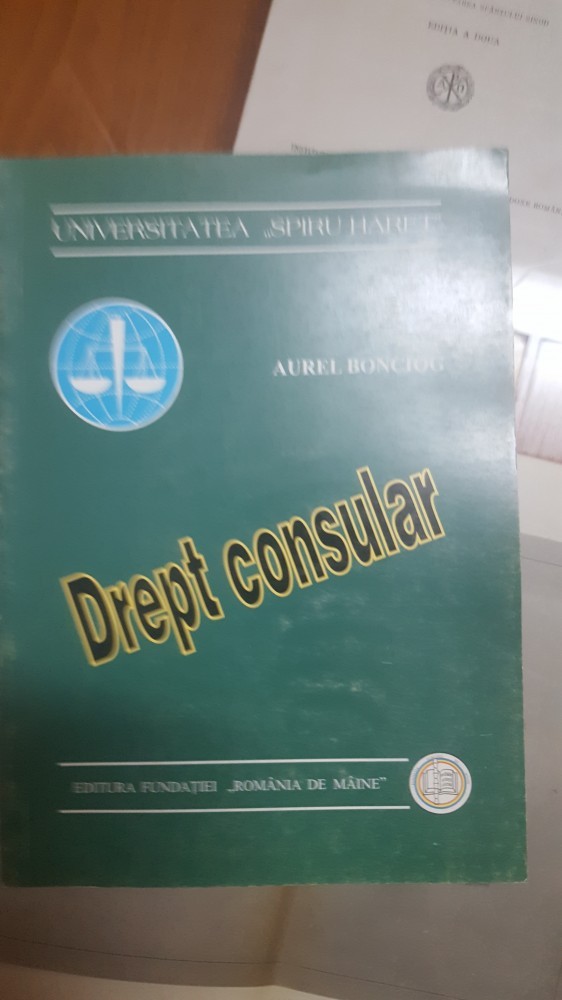 EDIȚIA A DOUA
UNIVERSITATEA „SPIRU HARET
AUREL BONCIOG
Drept consular
EDITURA FUNDAȚIEI „ROMÂNIA DE MÂINE”